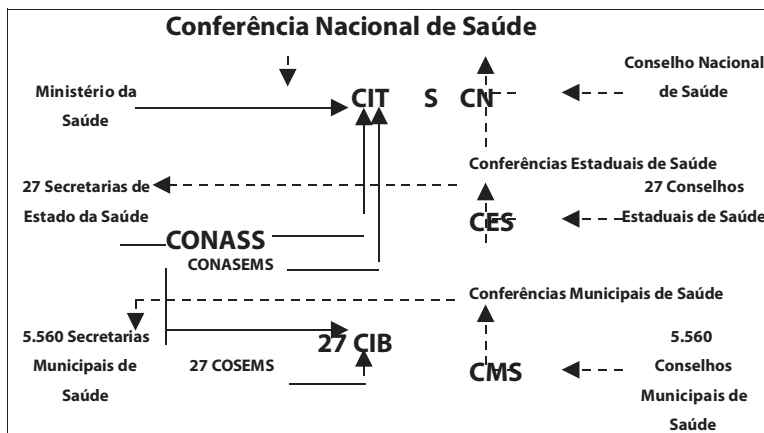 Conferência Nacional de Saúde
Ministério da
Saúde
CIT S CN
Conselho Nacional
de Saúde
Conferências Estaduais de Saúde
27 Secretarias de
Estado da Saúde
27 Conselhos
Estaduais de Saúde
CES
CONASS
CONASEMS
Conferências Municipais de Saúde
5.560 Secretarias
Municipais de
Saúde
27 CIB
27 COSEMS
CMS
5.560
Conselhos
Municipais de
Saúde